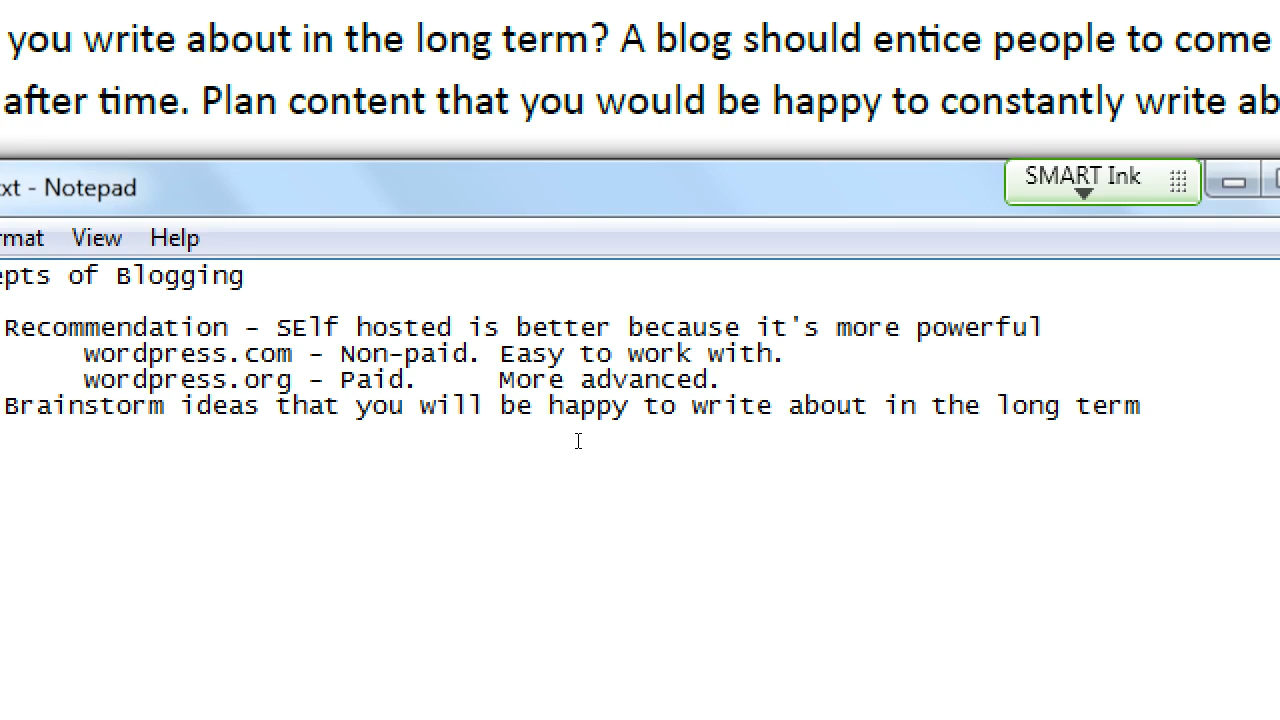 you write about in the long term? A blog should entice people to come
after time. Plan content that you would be happy to constantly write ab
xt - Notepad
SMART Ink
rmat View Help
epts of Blogging
Recommendation - SElf hosted is better because it's more powerful
wordpress.com - Non-paid. Easy to work with.
wordpress.org - Paid. More advanced.
Brainstorm ideas that you will be happy to write about in the long term